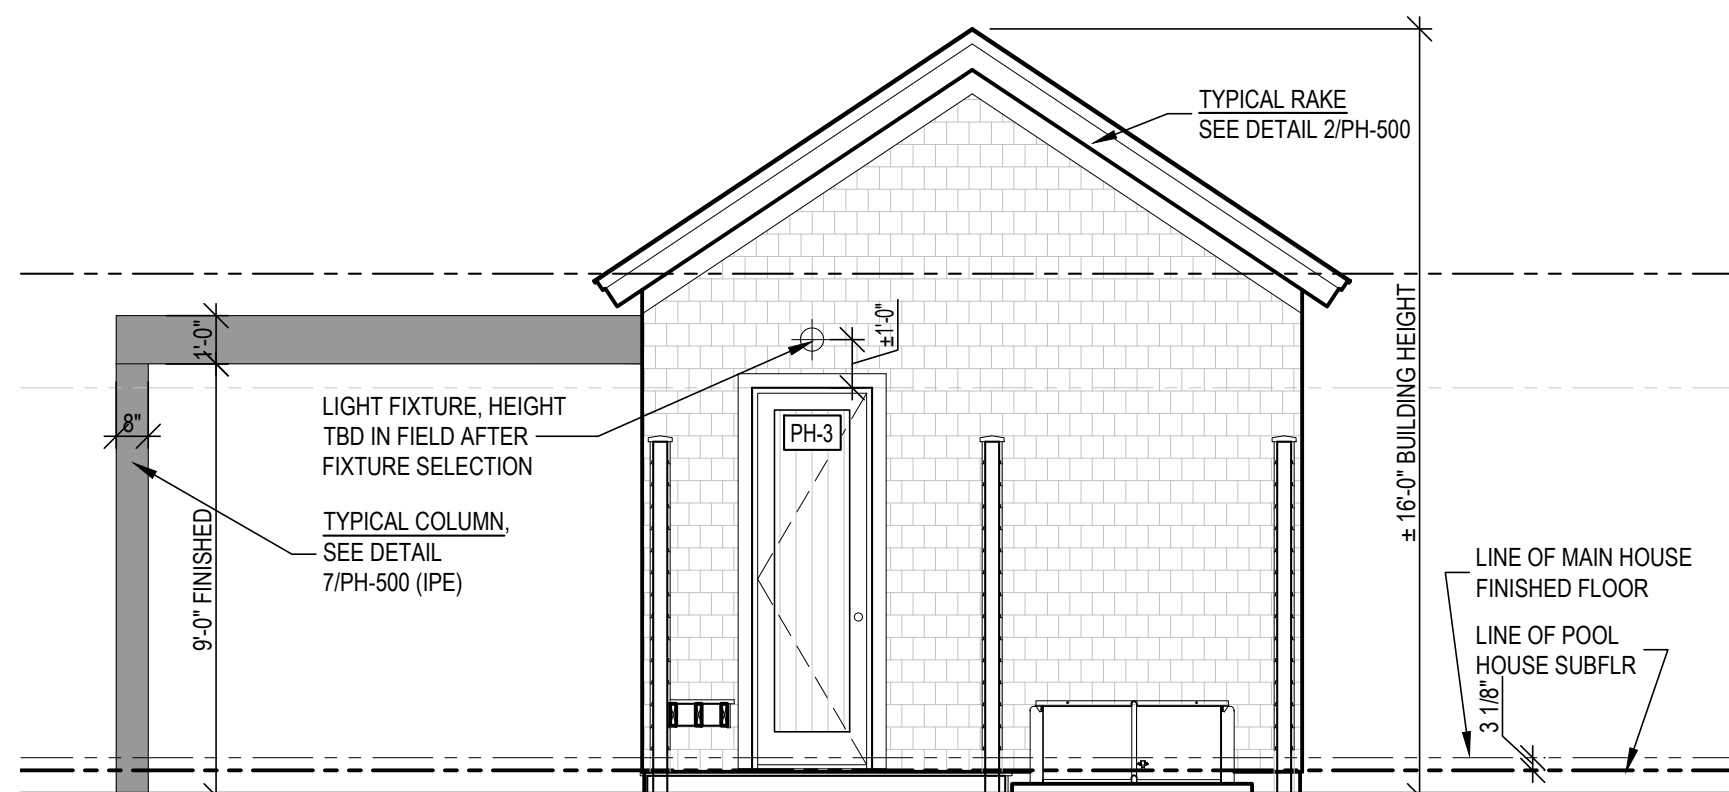 TYPICAL RAKE
SEE DETAIL 2/PH-500
±1'-0"
1'-0"
8"
LIGHT FIXTURE, HEIGHT
TBD IN FIELD AFTER
FIXTURE SELECTION
PH-3
± 16'-0" BUILDING HEIGHT
TYPICAL COLUMN,
SEE DETAIL
7/PH-500 (IPE)
9'-0" FINISHED
LINE OF MAIN HOUSE
FINISHED FLOOR
LINE OF POOL
HOUSE SUBFLR
3 1/8"